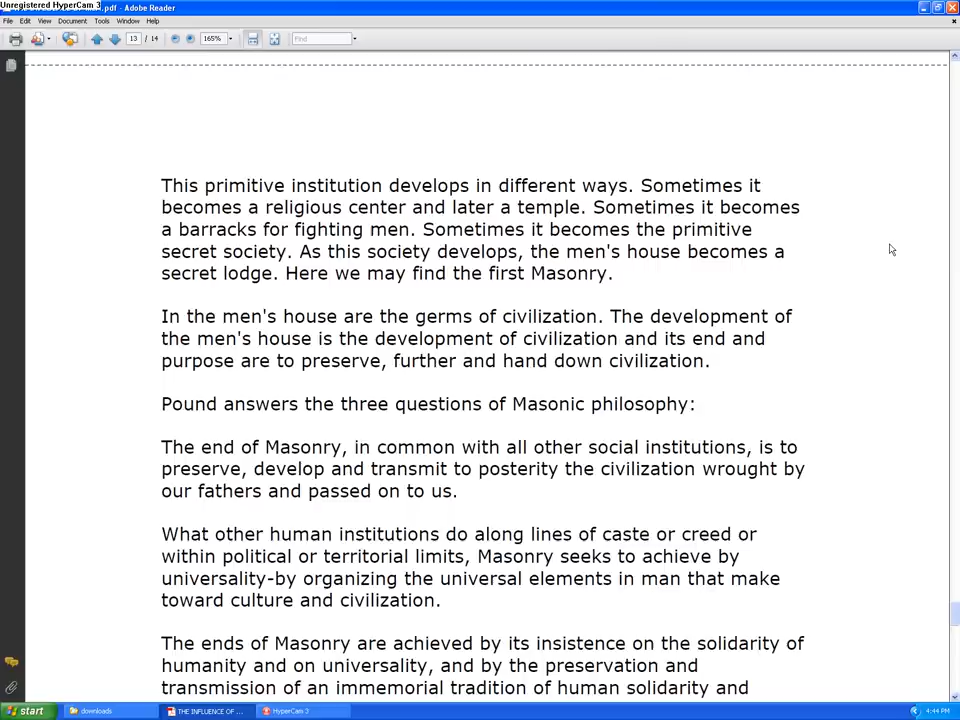 Unregistered HyperCam 3
.pdf - Adobe Reader
File Edit View Document Tools Window Help
13 / 14 165% Find
This primitive institution develops in different ways. Sometimes it
becomes a religious center and later a temple. Sometimes it becomes
a barracks for fighting men. Sometimes it becomes the primitive
secret society. As this society develops, the men's house becomes a
secret lodge. Here we may find the first Masonry.
In the men's house are the germs of civilization. The development of
the men's house is the development of civilization and its end and
purpose are to preserve, further and hand down civilization.
Pound answers the three questions of Masonic philosophy:
The end of Masonry, in common with all other social institutions, is to
preserve, develop and transmit to posterity the civilization wrought by
our fathers and passed on to us.
What other human institutions do along lines of caste or creed or
within political or territorial limits, Masonry seeks to achieve by
universality-by organizing the universal elements in man that make
toward culture and civilization.
The ends of Masonry are achieved by its insistence on the solidarity of
humanity and on universality, and by the preservation and
transmission of an immemorial tradition of human solidarity and
start downloads THE INFLUENCE OF ... HyperCam 3 4:44 PM